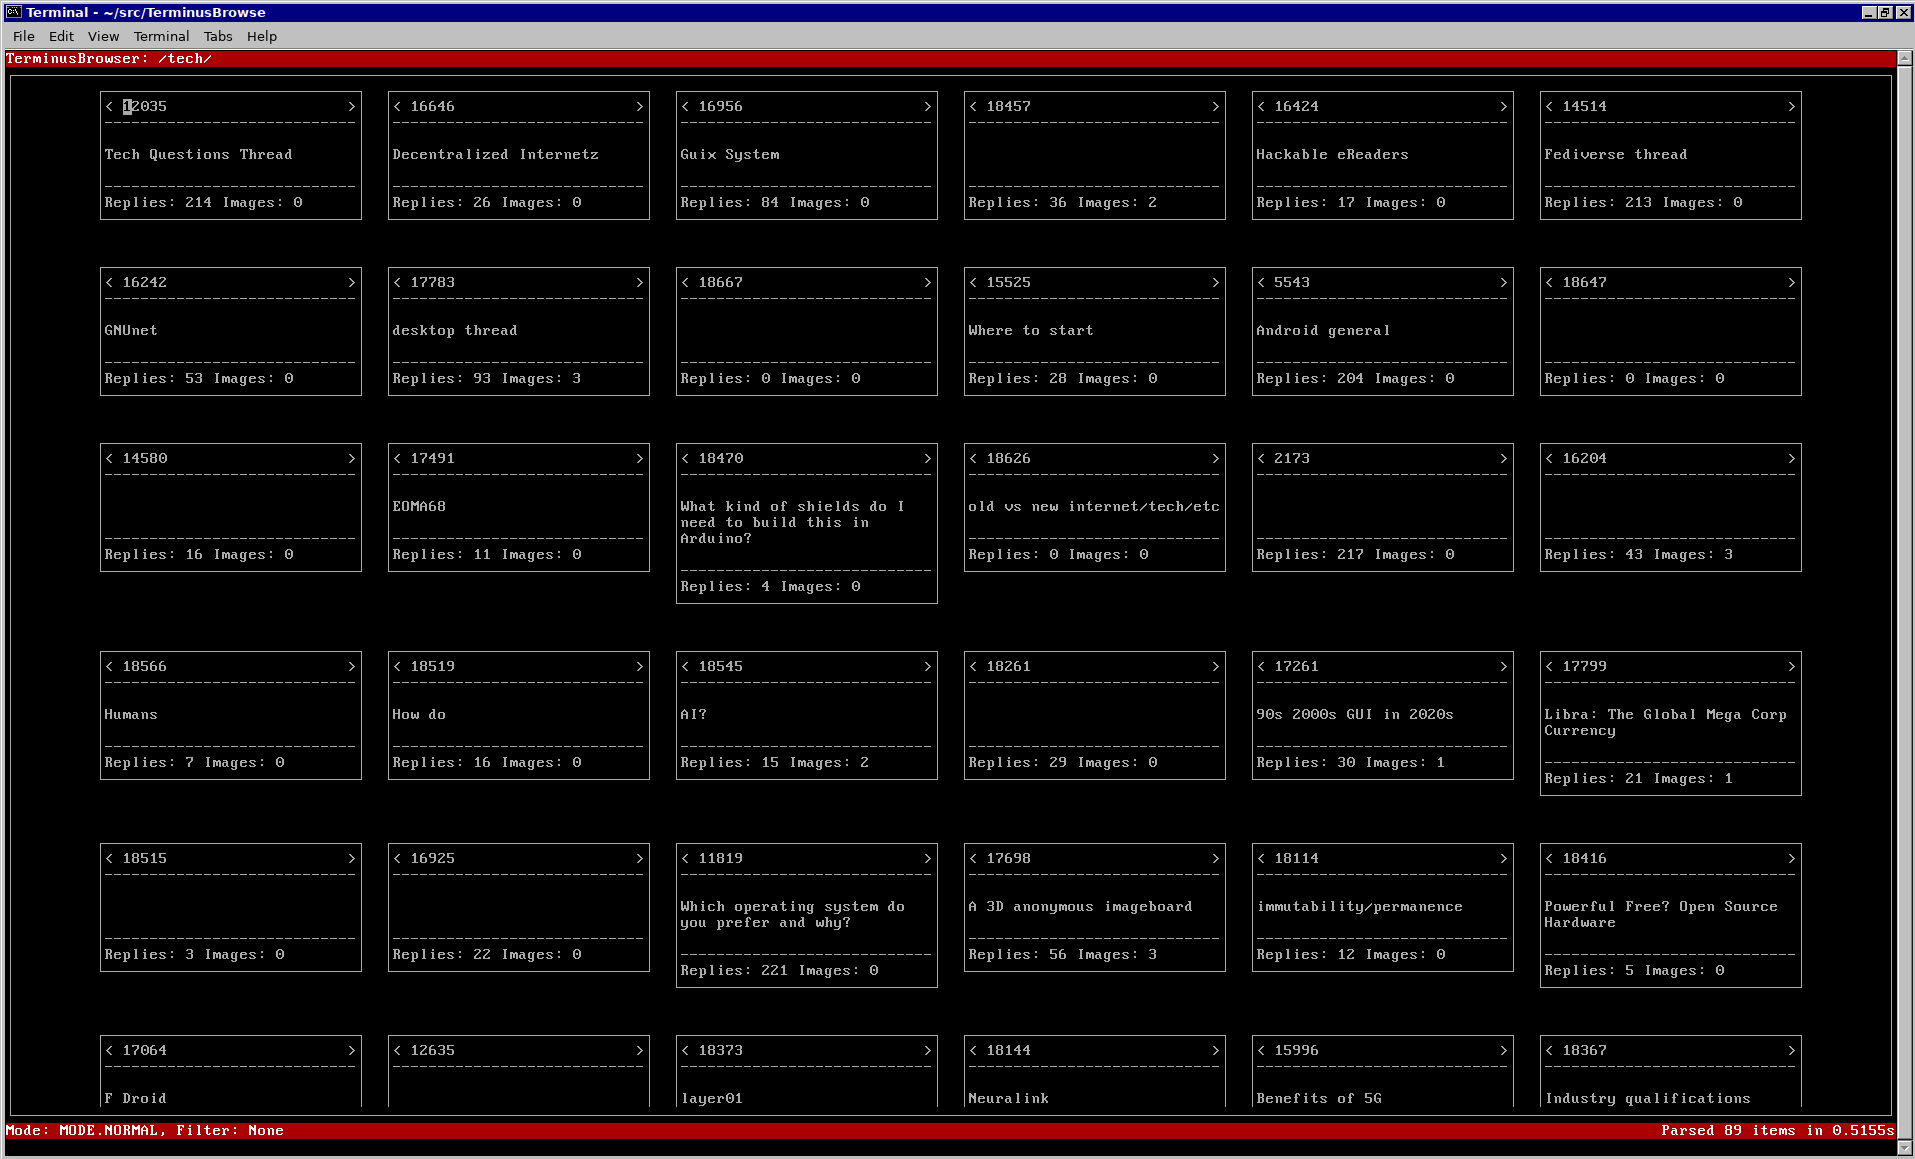 Terminal - ~/src/TerminusBrowse
File Edit View Terminal Tabs Help
TerminusBrowser: /tech/
< 12035 > < 16646 > < 16956 > < 18457 > < 16424 > < 14514 >
Tech Questions Thread Decentralized Internetz Guix System Hackable eReaders Fediverse thread
Replies: 214 Images: 0 Replies: 26 Images: 0 Replies: 84 Images: 0 Replies: 36 Images: 2 Replies: 17 Images: 0 Replies: 213 Images: 0
< 16242 > < 17783 > < 18667 > < 15525 > < 5543 > < 18647 >
GNUnet desktop thread Where to start Android general
Replies: 53 Images: 0 Replies: 93 Images: 3 Replies: 0 Images: 0 Replies: 28 Images: 0 Replies: 204 Images: 0 Replies: 0 Images: 0
< 14580 > < 17491 > < 18470 > < 18626 > < 2173 > < 16204 >
EOMA68 What kind of shields do I old vs new internet/tech/etc
need to build this in
Arduino?
Replies: 16 Images: 0 Replies: 11 Images: 0 Replies: 0 Images: 0 Replies: 217 Images: 0 Replies: 43 Images: 3
Replies: 4 Images: 0
< 18566 > < 18519 > < 18545 > < 18261 > < 17261 > < 17799 >
Humans How do AI? 90s 2000s GUI in 2020s Libra: The Global Mega Corp
Currency
Replies: 7 Images: 0 Replies: 16 Images: 0 Replies: 15 Images: 2 Replies: 29 Images: 0 Replies: 30 Images: 1
Replies: 21 Images: 1
< 18515 > < 16925 > < 11819 > < 17698 > < 18114 > < 18416 >
Which operating system do A 3D anonymous imageboard immutability/permanence Powerful Free? Open Source
you prefer and why? Hardware
Replies: 3 Images: 0 Replies: 22 Images: 0 Replies: 56 Images: 3 Replies: 12 Images: 0
Replies: 221 Images: 0 Replies: 5 Images: 0
< 17064 > < 12635 > < 18373 > < 18144 > < 15996 > < 18367 >
F Droid layer01 Neuralink Benefits of 5G Industry qualifications
Mode: MODE.NORMAL, Filter: None Parsed 89 items in 0.5155s